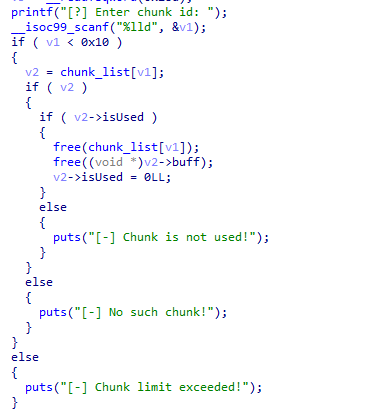 printf("[?] Enter chunk id: ");
__isoc99_scanf("%lld", &v1);
if ( v1 < 0x10 )
{
v2 = chunk_list[v1];
if ( v2 )
{
if ( v2->isUsed )
{
free(chunk_list[v1]);
free((void *)v2->buff);
v2->isUsed = 0LL;
}
else
{
puts("[-] Chunk is not used!");
}
}
else
{
puts("[-] No such chunk!");
}
}
else
{
puts("[-] Chunk limit exceeded!");
}